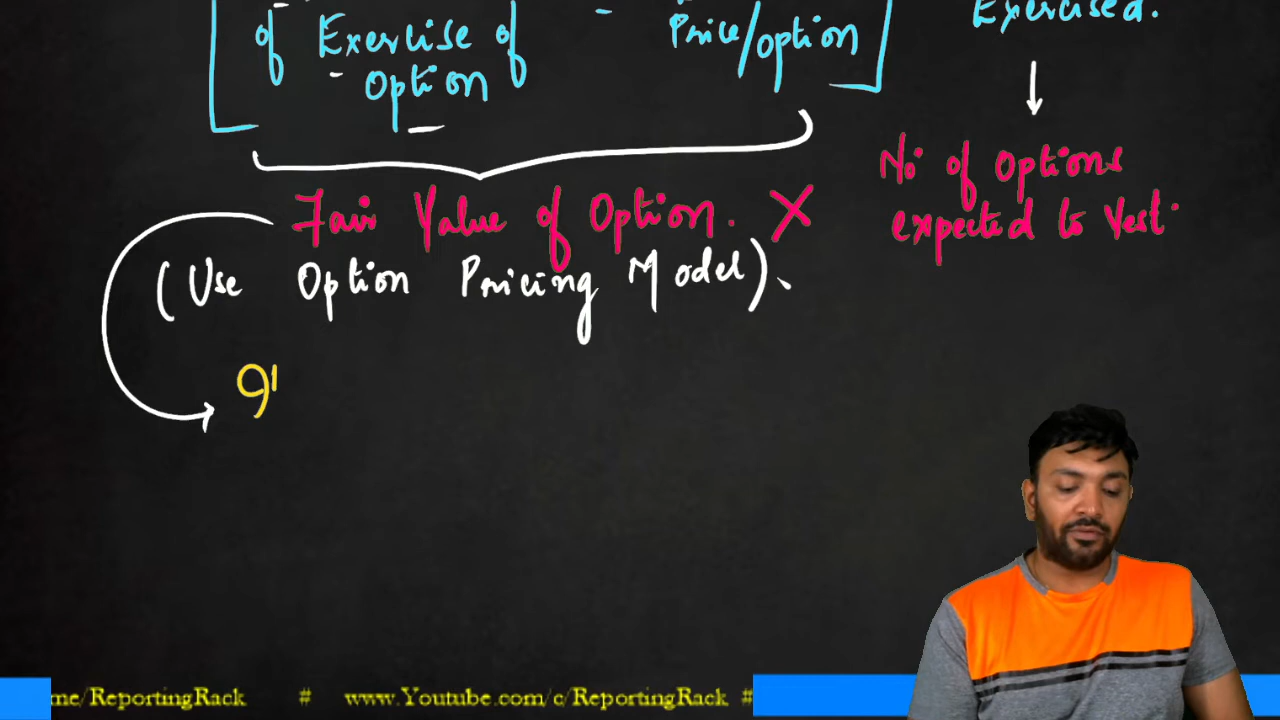 Exercised.
of Exercise of - Price/option
Option
No of Options
expected to Vest
Fair Value of Option. X
(Use Option Pricing Model).
me/ReportingRack # www.Youtube.com/c/ReportingRack #